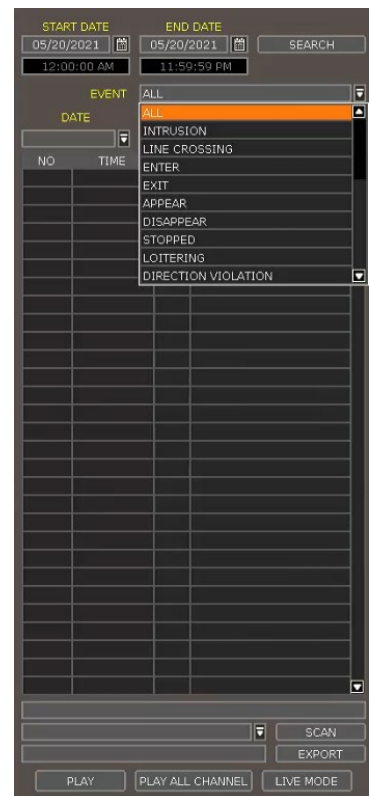 START DATE END DATE
05/20/2021 05/20/2021 SEARCH
12:00:00 AM 11:59:59 PM
EVENT ALL
DATE ALL
INTRUSION
LINE CROSSING
NO TIME ENTER
EXIT
APPEAR
DISAPPEAR
STOPPED
LOITERING
DIRECTION VIOLATION
SCAN
EXPORT
PLAY PLAY ALL CHANNEL LIVE MODE